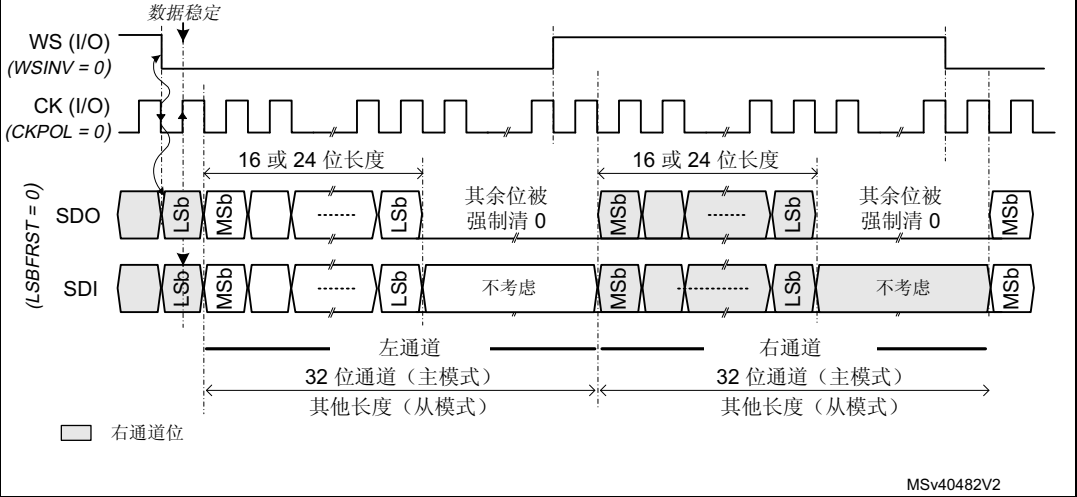 数据稳定
WS (I/O)
(WSINV = 0)
CK (I/O)
(CKPOL = 0)
16 或 24 位长度 16 或 24 位长度
(LSBFRST = 0)
SDO LSb MSb ------ LSb 其余位被强制清 0 MSb ------ LSb 其余位被强制清 0 MSb
SDI LSb MSb ------ LSb 不考虑 MSb ------ LSb 不考虑 MSb
左通道 右通道
32 位通道（主模式） 32 位通道（主模式）
其他长度（从模式） 其他长度（从模式）
右通道位
MSv40482V2